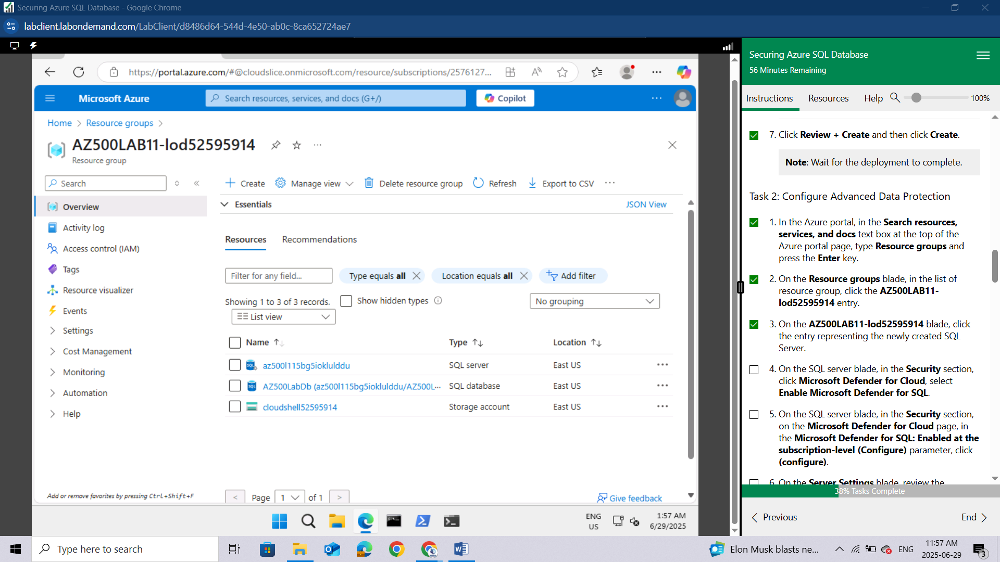 Securing Azure SQL Database - Google Chrome
labclient.labondemand.com/LabClient/d8486d64-544d-4e50-ab0c-8ca652724ae7
https://portal.azure.com/#@cloudslice.onmicrosoft.com/resource/subscriptions/2576127...
Microsoft Azure
Search resources, services, and docs (G+/)
Copilot
Home > Resource groups >
AZ500LAB11-lod52595914
Resource group
Search
Overview
Activity log
Access control (IAM)
Tags
Resource visualizer
Events
Settings
Cost Management
Monitoring
Automation
Help
Add or remove favorites by pressing Ctrl+Shift+F
Create
Manage view
Delete resource group
Refresh
Export to CSV
Essentials
JSON View
Resources
Recommendations
Filter for any field...
Type equals all
Location equals all
Add filter
Showing 1 to 3 of 3 records.
Show hidden types
No grouping
List view
Name Type Location
az500l115bg5ioklulddu SQL server East US
AZ500LabDb (az500l115bg5ioklulddu/AZ500L... SQL database East US
cloudshell52595914 Storage account East US
< Page 1 of 1 >
Give feedback
ENG
US
1:57 AM
6/29/2025
Securing Azure SQL Database
56 Minutes Remaining
Instructions
Resources
Help
100%
7. Click Review + Create and then click Create.
Note: Wait for the deployment to complete.
Task 2: Configure Advanced Data Protection
1. In the Azure portal, in the Search resources,
services, and docs text box at the top of the
Azure portal page, type Resource groups and
press the Enter key.
2. On the Resource groups blade, in the list of
resource group, click the AZ500LAB11-
lod52595914 entry.
3. On the AZ500LAB11-lod52595914 blade, click
the entry representing the newly created SQL
Server.
4. On the SQL server blade, in the Security section,
click Microsoft Defender for Cloud, select
Enable Microsoft Defender for SQL.
5. On the SQL server blade, in the Security section,
on the Microsoft Defender for Cloud page, in
the Microsoft Defender for SQL: Enabled at the
subscription-level (Configure) parameter, click
(configure).
6. On the Server Settings blade, review the
38% Tasks Complete
Previous
End
Type here to search
Elon Musk blasts ne...
ENG
11:57 AM
2025-06-29
3